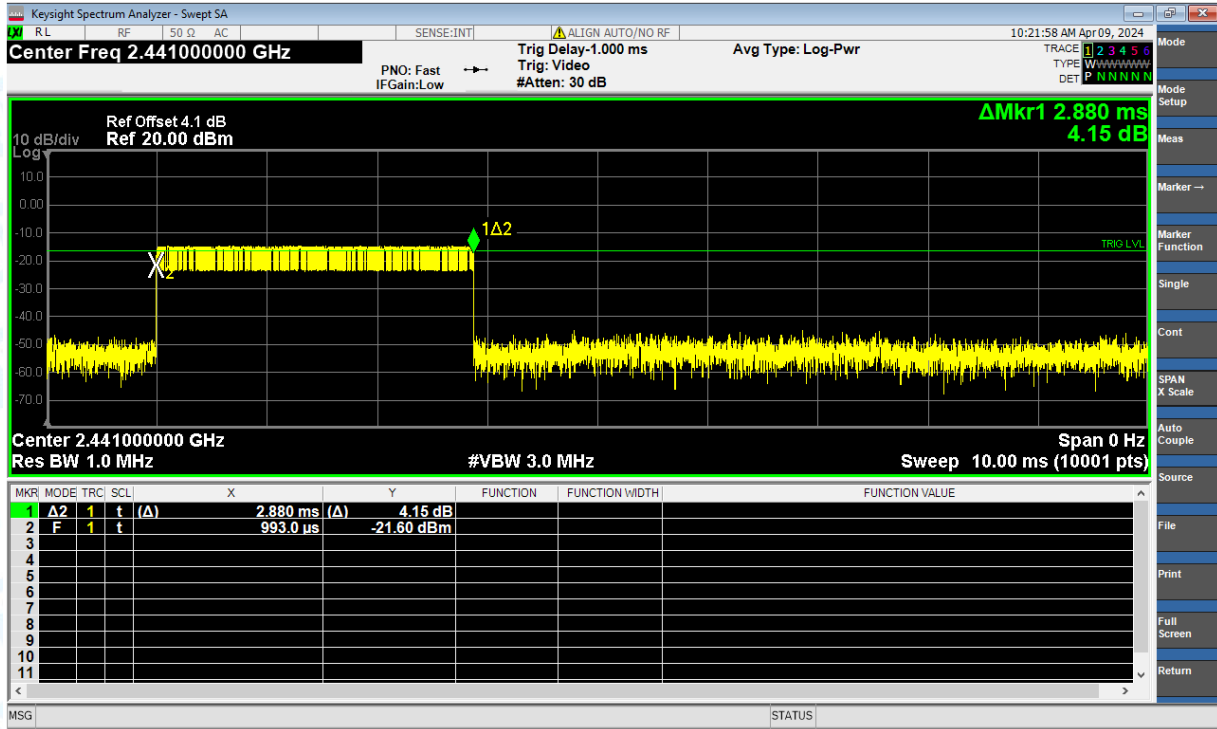 Keysight Spectrum Analyzer - Swept SA
LXI RL RF 50 Ω AC SENSE:INT ALIGN AUTO/NO RF 10:21:58 AM Apr 09, 2024
Center Freq 2.441000000 GHz
PNO: Fast
IFGain:Low
Trig Delay-1.000 ms
Trig: Video
#Atten: 30 dB
Avg Type: Log-Pwr
TRACE 1 2 3 4 5 6
TYPE WWWWWW
DET P N N N N N
ΔMkr1 2.880 ms
4.15 dB
Ref Offset 4.1 dB
10 dB/div Ref 20.00 dBm
Log
10.0
0.00
-10.0
-20.0
-30.0
-40.0
-50.0
-60.0
-70.0
1Δ2
2
TRIG LVL
Center 2.441000000 GHz Span 0 Hz
Res BW 1.0 MHz #VBW 3.0 MHz Sweep 10.00 ms (10001 pts)
MKR MODE TRC SCL X Y FUNCTION FUNCTION WIDTH FUNCTION VALUE
1 Δ2 1 t (Δ) 2.880 ms (Δ) 4.15 dB
2 F 1 t 993.0 µs -21.60 dBm
3
4
5
6
7
8
9
10
11
MSG STATUS
Mode
Mode
Setup
Meas
Marker →
Marker
Function
Single
Cont
SPAN
X Scale
Auto
Couple
Source
File
Print
Full
Screen
Return